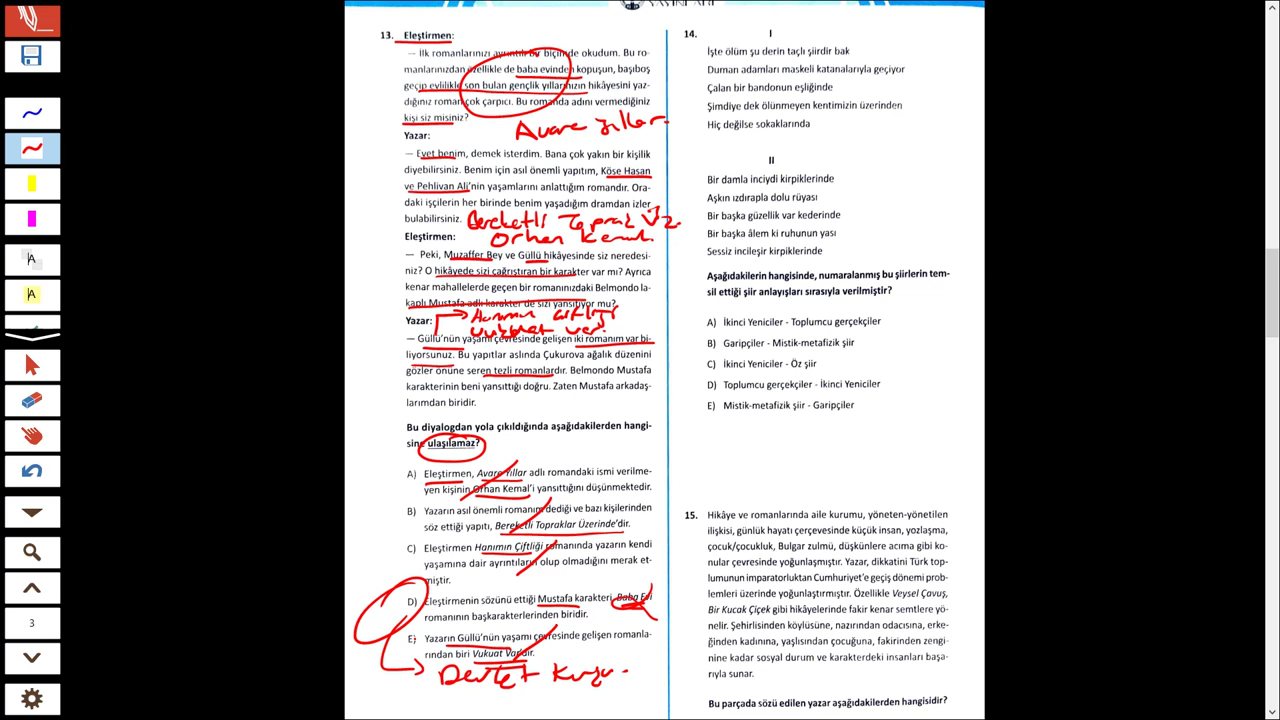 YAYINLARI
13. Eleştirmen:
— İlk romanlarınızı ayrıntılı bir biçimde okudum. Bu ro-
manlarınızdan özellikle de baba evinden kopuşun, başıboş
geçip evlilikle son bulan gençlik yıllarınızın hikâyesini yaz-
dığınız roman çok çarpıcı. Bu romanda adını vermediğiniz
kişi siz misiniz?
Avare Yıllar.
Yazar:
— Evet benim, demek isterdim. Bana çok yakın bir kişilik
diyebilirsiniz. Benim için asıl önemli yapıtım, Köse Hasan
ve Pehlivan Ali'nin yaşamlarını anlattığım romandır. Ora-
daki işçilerin her birinde benim yaşadığım dramdan izler
bulabilirsiniz.
Bereketli Toprak Üz.
Orhan Kemal.
Eleştirmen:
— Peki, Muzaffer Bey ve Güllü hikâyesinde siz neredesi-
niz? O hikâyede sizi çağrıştıran bir karakter var mı? Ayrıca
kenar mahallelerde geçen bir romanınızdaki Belmondo la-
kaplı Mustafa adlı karakter de sizi yansıtıyor mu?
Hanımın Çiftliği
Vukuat Var.
Yazar:
— Güllü'nün yaşamı çevresinde gelişen iki romanım var bi-
liyorsunuz. Bu yapıtlar aslında Çukurova ağalık düzenini
gözler önüne seren tezli romanlardır. Belmondo Mustafa
karakterinin beni yansıttığı doğru. Zaten Mustafa arkadaş-
larımdan biridir.
Bu diyalogdan yola çıkıldığında aşağıdakilerden hangi-
sine ulaşılamaz?
A) Eleştirmen, Avare Yıllar adlı romandaki ismi verilme-
yen kişinin Orhan Kemal'i yansıttığını düşünmektedir.
B) Yazarın asıl önemli romanım dediği ve bazı kişilerinden
söz ettiği yapıtı, Bereketli Topraklar Üzerinde'dir.
C) Eleştirmen Hanımın Çiftliği romanında yazarın kendi
yaşamına dair ayrıntıların olup olmadığını merak et-
miştir.
D) Eleştirmenin sözünü ettiği Mustafa karakteri, Baba Evi
romanının başkarakterlerinden biridir.
E) Yazarın Güllü'nün yaşamı çevresinde gelişen romanla-
rından biri Vukuat Var'dır.
Devlet Kuşu.
14. I
İşte ölüm şu derin taçlı şiirdir bak
Duman adamları maskeli katanalarıyla geçiyor
Çalan bir bandonun eşliğinde
Şimdiye dek ölünmeyen kentimizin üzerinden
Hiç değilse sokaklarında
II
Bir damla inciydi kirpiklerinde
Aşkın ızdırapla dolu rüyası
Bir başka güzellik var kederinde
Bir başka âlem ki ruhunun yası
Sessiz incileşir kirpiklerinde
Aşağıdakilerin hangisinde, numaralanmış bu şiirlerin tem-
sil ettiği şiir anlayışları sırasıyla verilmiştir?
A) İkinci Yeniciler - Toplumcu gerçekçiler
B) Garipçiler - Mistik-metafizik şiir
C) İkinci Yeniciler - Öz şiir
D) Toplumcu gerçekçiler - İkinci Yeniciler
E) Mistik-metafizik şiir - Garipçiler
15. Hikâye ve romanlarında aile kurumu, yöneten-yönetilen
ilişkisi, günlük hayatı çerçevesinde küçük insan, yozlaşma,
çocuk/çocukluk, Bulgar zulmü, düşkünlere acıma gibi ko-
nular çevresinde yoğunlaşmıştır. Yazar, dikkatini Türk top-
lumunun imparatorluktan Cumhuriyet'e geçiş dönemi prob-
lemleri üzerinde yoğunlaştırmıştır. Özellikle Veysel Çavuş,
Bir Kucak Çiçek gibi hikâyelerinde fakir kenar semtlere yö-
nelir. Şehirlisinden köylüsüne, nazırından odacısına, erke-
ğinden kadınına, yaşlısından çocuğuna, fakirinden zengi-
nine kadar sosyal durum ve karakterdeki insanları başa-
rıyla sunar.
Bu parçada sözü edilen yazar aşağıdakilerden hangisidir?
A
A
3